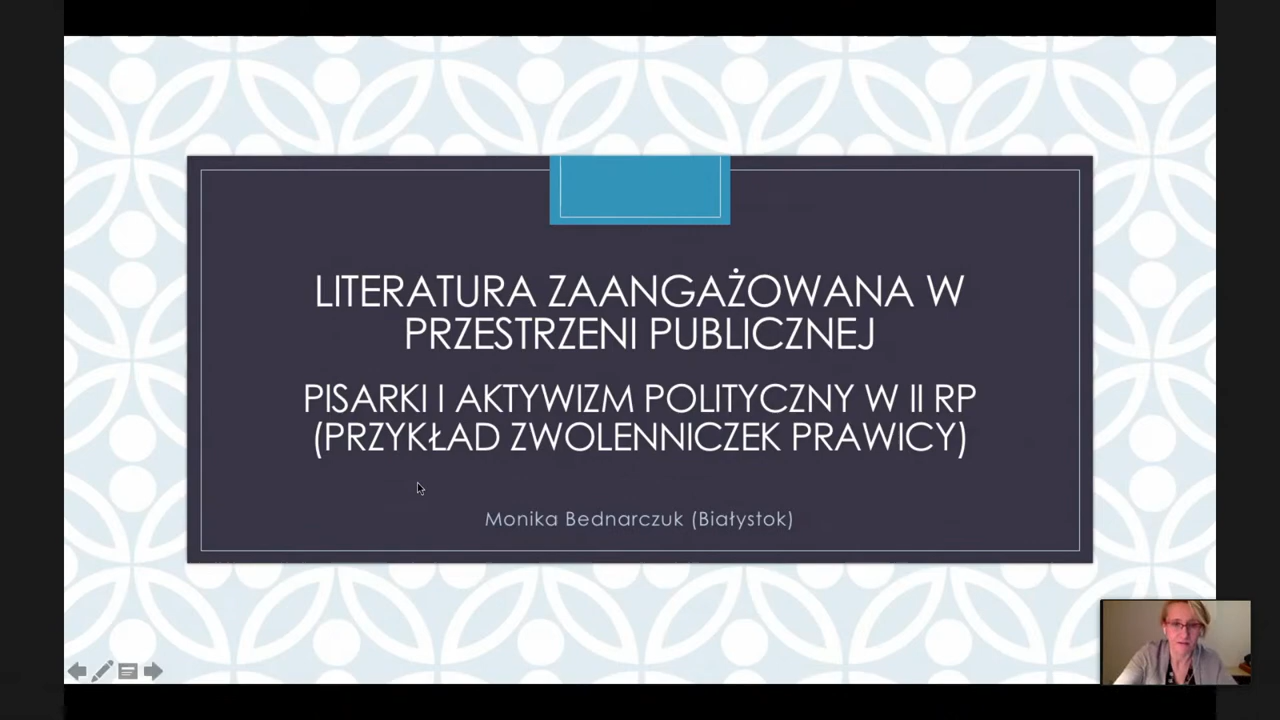 LITERATURA ZAANGAŻOWANA W
PRZESTRZENI PUBLICZNEJ
PISARKI I AKTYWIZM POLITYCZNY W II RP
(PRZYKŁAD ZWOLENNICZEK PRAWICY)
Monika Bednarczuk (Białystok)